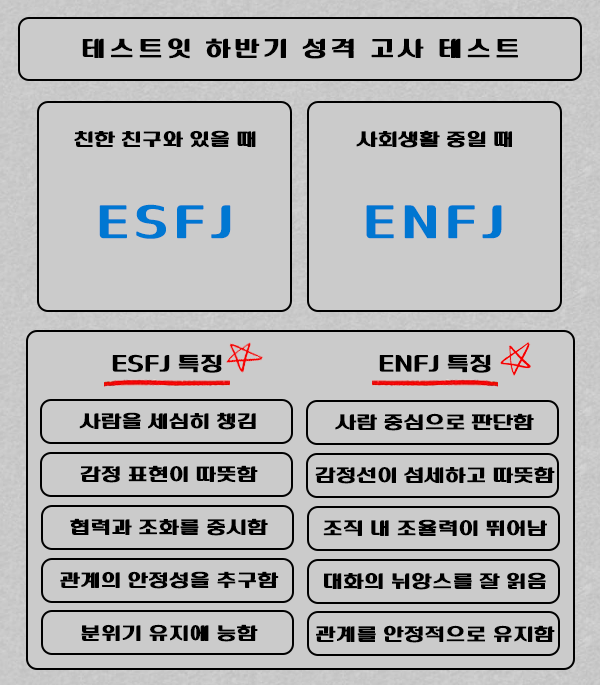 테스트잇 하반기 성격 고사 테스트
친한 친구와 있을 때
ESFJ
사회생활 중일 때
ENFJ
ESFJ 특징
사람을 세심히 챙김
감정 표현이 따뜻함
협력과 조화를 중시함
관계의 안정성을 추구함
분위기 유지에 능함
ENFJ 특징
사람 중심으로 판단함
감정선이 섬세하고 따뜻함
조직 내 조율력이 뛰어남
대화의 뉘앙스를 잘 읽음
관계를 안정적으로 유지함